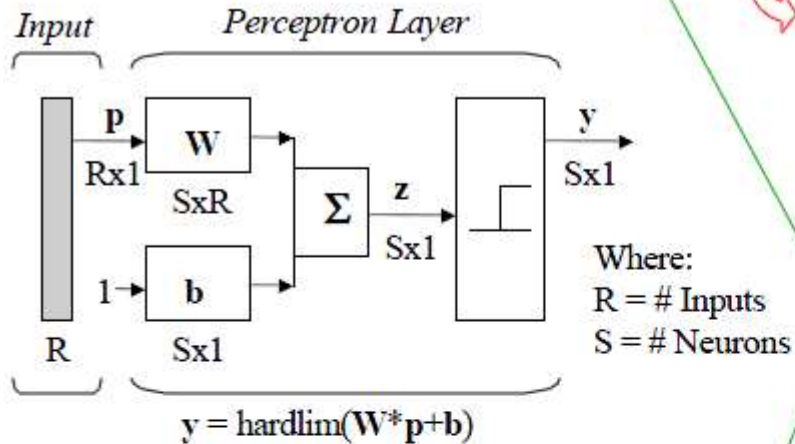 Input
Perceptron Layer
p
Rx1
W
SxR
Σ
z
Sx1
y
Sx1
1
b
Sx1
R
Where:
R = # Inputs
S = # Neurons
y = hardlim(W*p+b)